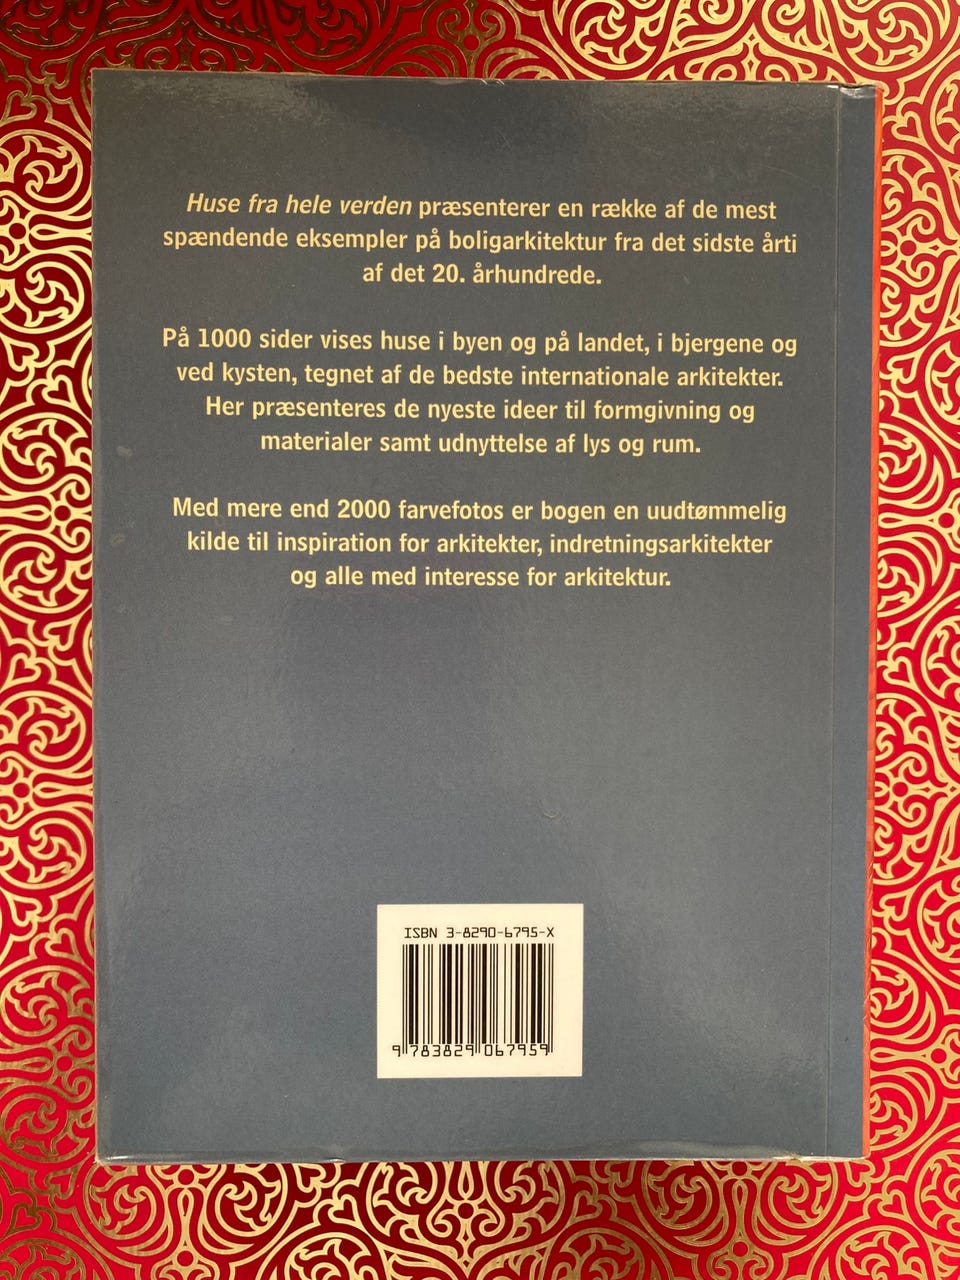 Huse fra hele verden præsenterer en række af de mest
spændende eksempler på boligarkitektur fra det sidste årti
af det 20. århundrede.
På 1000 sider vises huse i byen og på landet, i bjergene og
ved kysten, tegnet af de bedste internationale arkitekter.
Her præsenteres de nyeste ideer til formgivning og
materialer samt udnyttelse af lys og rum.
Med mere end 2000 farvefotos er bogen en uudtømmelig
kilde til inspiration for arkitekter, indretningsarkitekter
og alle med interesse for arkitektur.
ISBN 3-8290-6795-X
9 783829 067959